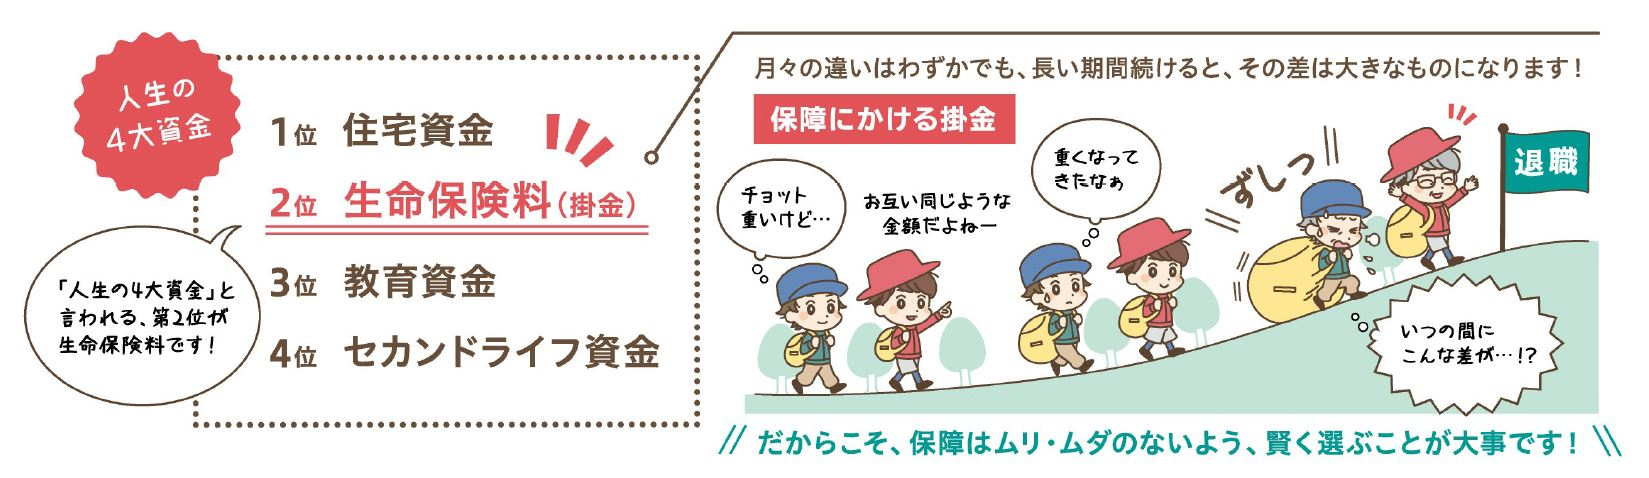 人生の
4大資金
1位 住宅資金
2位 生命保険料(掛金)
3位 教育資金
4位 セカンドライフ資金
「人生の4大資金」と
言われる、第2位が
生命保険料です!
月々の違いはわずかでも、長い期間続けると、その差は大きなものになります!
保障にかける掛金
チョット
重いけど…
お互い同じような
金額だよねー
重くなって
きたなぁ
ずしっ
退職
いつの間に
こんな差が…!?
だからこそ、保障はムリ・ムダのないよう、賢く選ぶことが大事です!